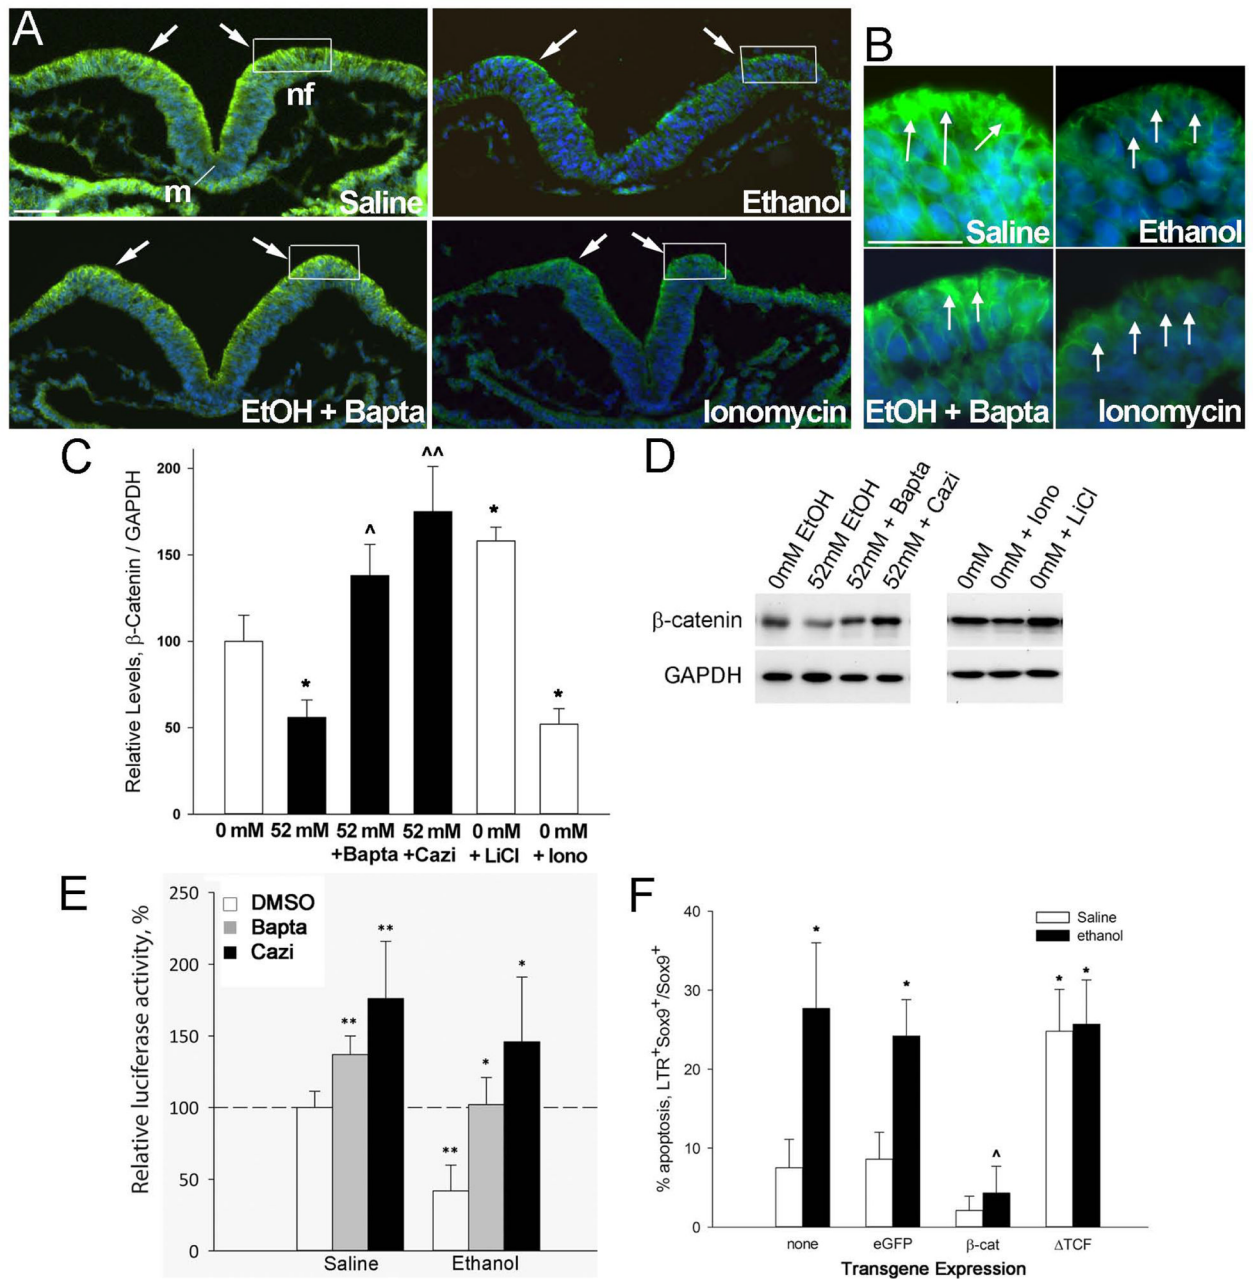 A
nf
m
Saline
Ethanol
EtOH + Bapta
Ionomycin
B
Saline
Ethanol
EtOH + Bapta
Ionomycin
C
Relative Levels, β-Catenin / GAPDH
200
150
100
50
0
^^
^
*
*
*
0 mM 52 mM 52 mM 52 mM 0 mM 0 mM
+Bapta +Cazi + LiCl + Iono
D
0mM EtOH
52mM EtOH
52mM + Bapta
52mM + Cazi
0mM
0mM + Iono
0mM + LiCl
β-catenin
GAPDH
E
Relative luciferase activity, %
250
200
150
100
50
0
DMSO
Bapta
Cazi
**
**
**
*
*
Saline Ethanol
F
% apoptosis, LTR⁺Sox9⁺/Sox9⁺
40
30
20
10
0
Saline
ethanol
*
*
^
*
*
none eGFP β-cat ΔTCF
Transgene Expression